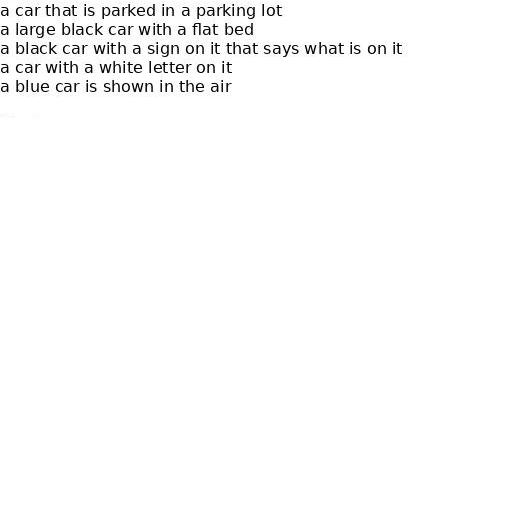 a car that is parked in a parking lot
a large black car with a flat bed
a black car with a sign on it that says what is on it
a car with a white letter on it
a blue car is shown in the air